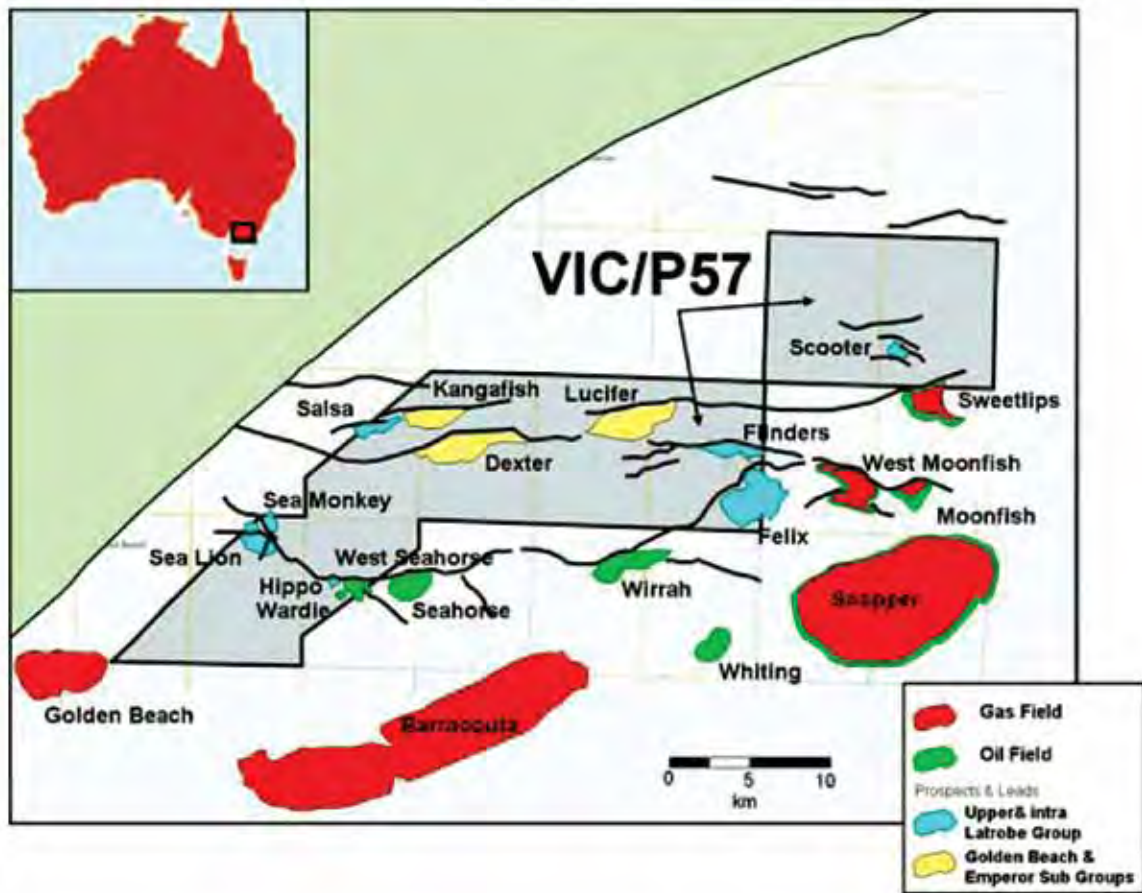 VIC/P57
Scooter
Kangafish
Lucifer
Sweetlips
Salsa
Flinders
Dexter
West Moonfish
Sea Monkey
Moonfish
Sea Lion
Felix
West Seahorse
Hippo
Wardie
Seahorse
Wirrah
Snapper
Whiting
Golden Beach
Barracouta
Gas Field
Oil Field
Prospects & Leads
Upper& intra
Latrobe Group
Golden Beach &
Emperor Sub Groups
0 5 10
km